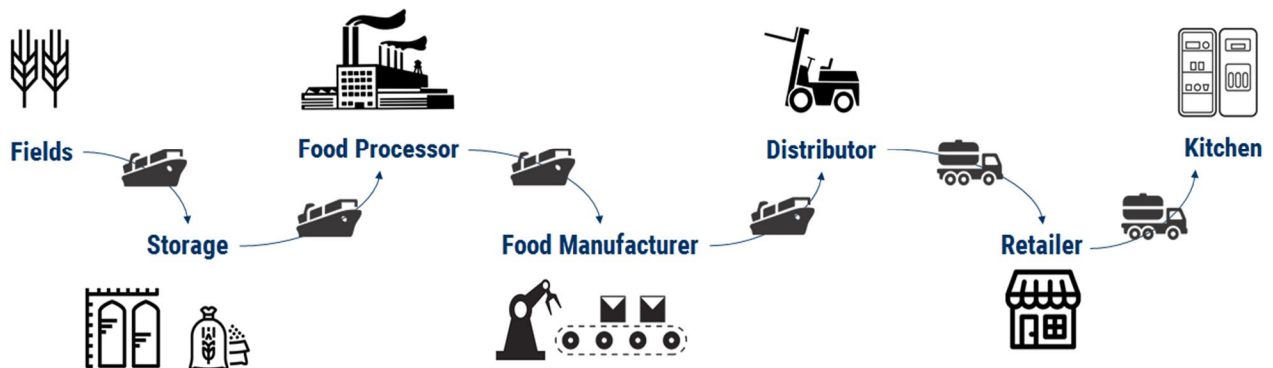 Fields
Storage
Food Processor
Food Manufacturer
Distributor
Retailer
Kitchen